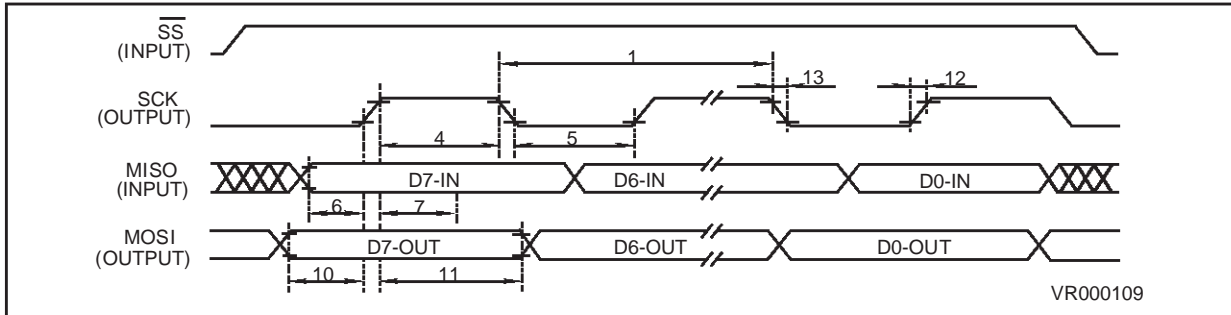 SS
(INPUT)
1
13
12
SCK
(OUTPUT)
4
5
MISO
(INPUT)
D7-IN
D6-IN
D0-IN
6
7
MOSI
(OUTPUT)
D7-OUT
D6-OUT
D0-OUT
10
11
VR000109